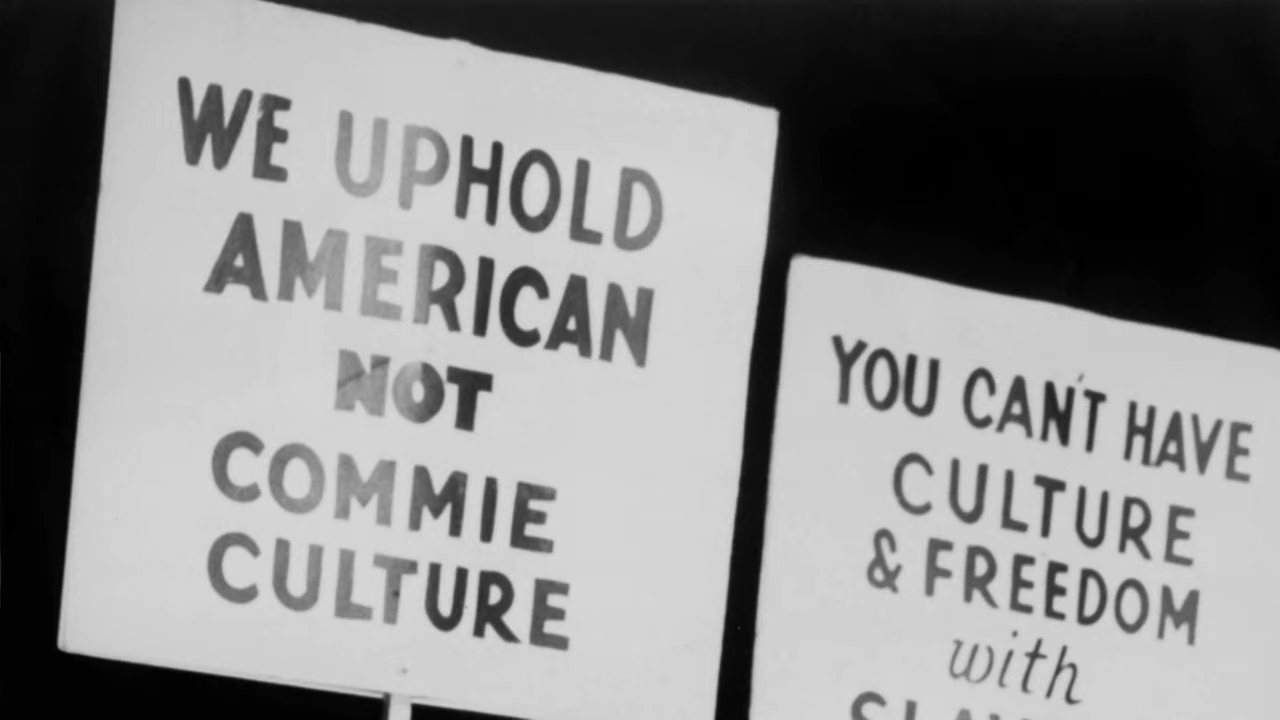 WE UPHOLD
AMERICAN
NOT
COMMIE
CULTURE
YOU CAN'T HAVE
CULTURE
& FREEDOM
with